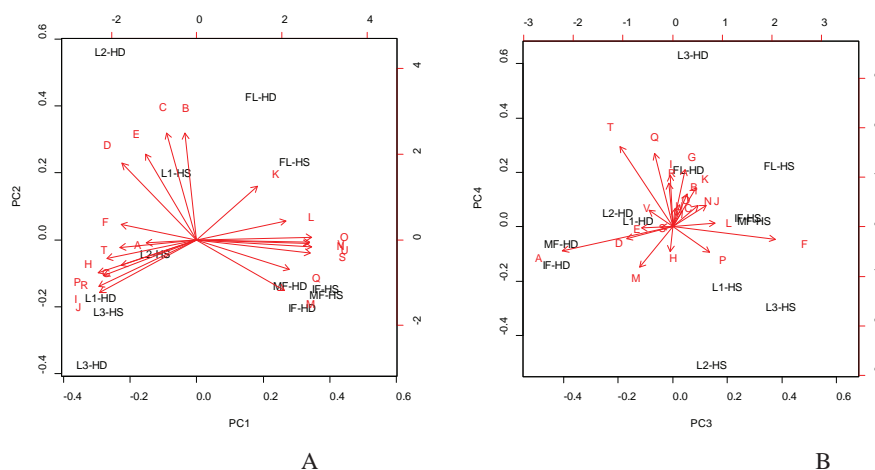 -2 0 2 4
L2-HD
C B
FL-HD
E
D
FL-HS
L1-HS
K
F
L
A
O
N
U
T
L2-HS
S
H
Q
P R
MF-HD
IF-HS
MF-HS
I
L1-HD
M
J
L3-HS
IF-HD
L3-HD
0.6
0.4
0.2
0.0
-0.2
-0.4
PC2
4
2
0
-2
-0.4 -0.2 0.0 0.2 0.4 0.6
PC1
A
-3 -2 -1 0 1 2 3
L3-HD
T
Q
G
I
FL-HD
FL-HS
R
K
B
N J
V
C
L2-HD
L1-HD
IF-HS
MF-HS
L
E
S
D
MF-HD
F
A
IF-HD
H
P
M
L1-HS
L3-HS
L2-HS
0.6
0.4
0.2
0.0
-0.2
-0.4
PC4
-0.4 -0.2 0.0 0.2 0.4 0.6
PC3
B